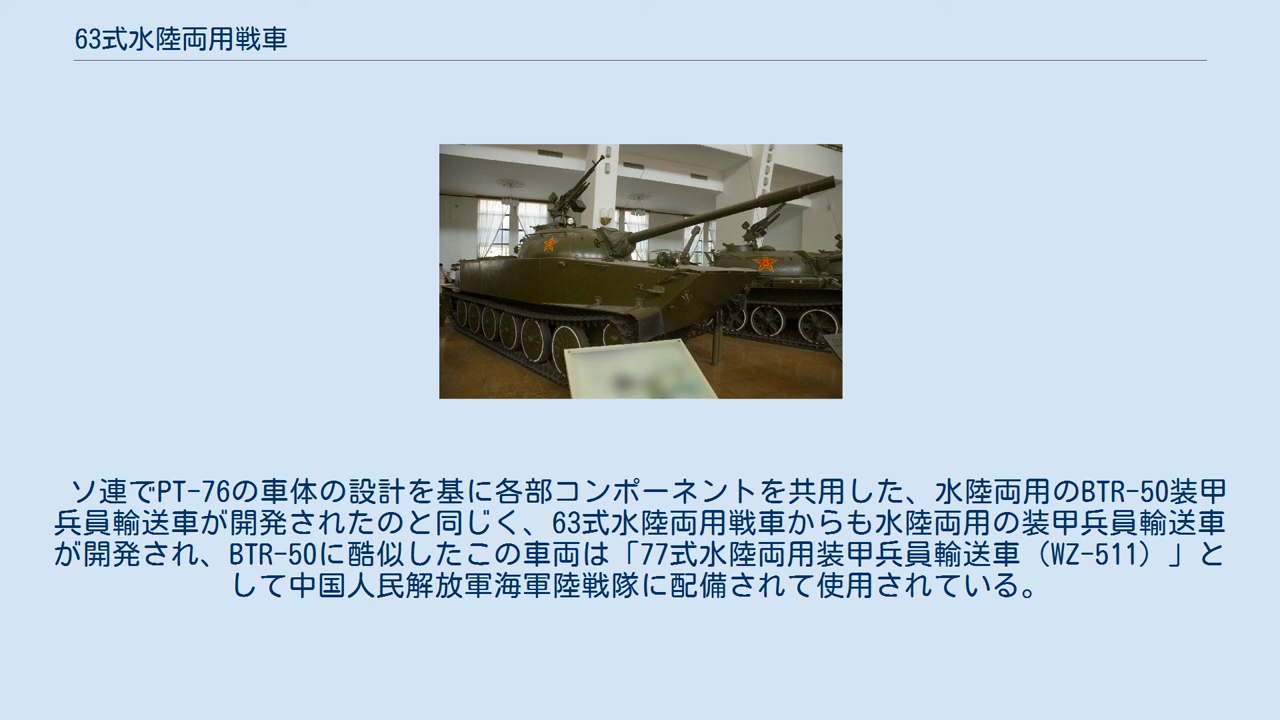 63式水陸両用戦車
ソ連でPT-76の車体の設計を基に各部コンポーネントを共用した、水陸両用のBTR-50装甲
兵員輸送車が開発されたのと同じく、63式水陸両用戦車からも水陸両用の装甲兵員輸送車
が開発され、BTR-50に酷似したこの車両は「77式水陸両用装甲兵員輸送車（WZ-511）」と
して中国人民解放軍海軍陸戦隊に配備されて使用されている。